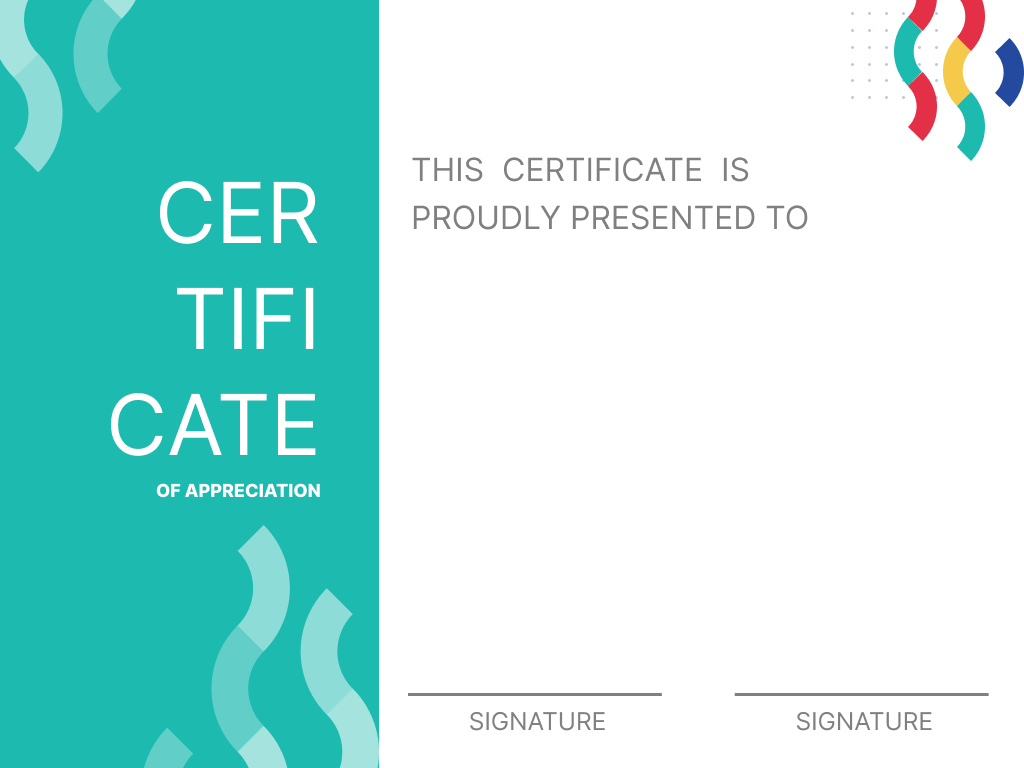 CER
TIFI
CATE
OF APPRECIATION
THIS CERTIFICATE IS
PROUDLY PRESENTED TO
SIGNATURE
SIGNATURE